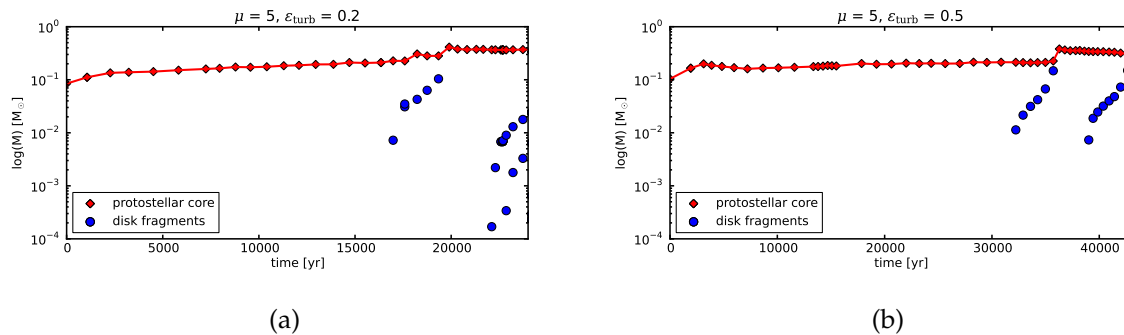 μ = 5, ε_turb = 0.2
log(M) [M_⊙]
10^0
10^-1
10^-2
10^-3
10^-4
protostellar core
disk fragments
0 5000 10000 15000 20000
time [yr]
(a)
μ = 5, ε_turb = 0.5
log(M) [M_⊙]
10^0
10^-1
10^-2
10^-3
10^-4
protostellar core
disk fragments
0 10000 20000 30000 40000
time [yr]
(b)